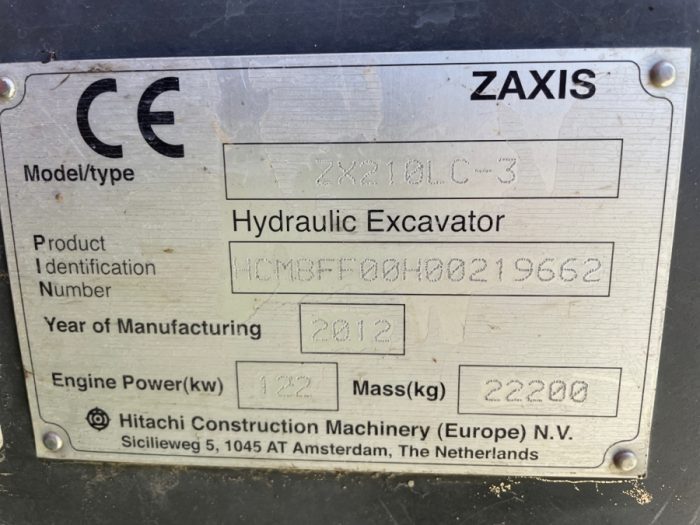 CE
ZAXIS
Model/type ZX210LC-3
Hydraulic Excavator
Product
Identification HCMBFF00H00219662
Number
Year of Manufacturing 2012
Engine Power(kw) 122 Mass(kg) 22200
Hitachi Construction Machinery (Europe) N.V.
Sicilieweg 5, 1045 AT Amsterdam, The Netherlands